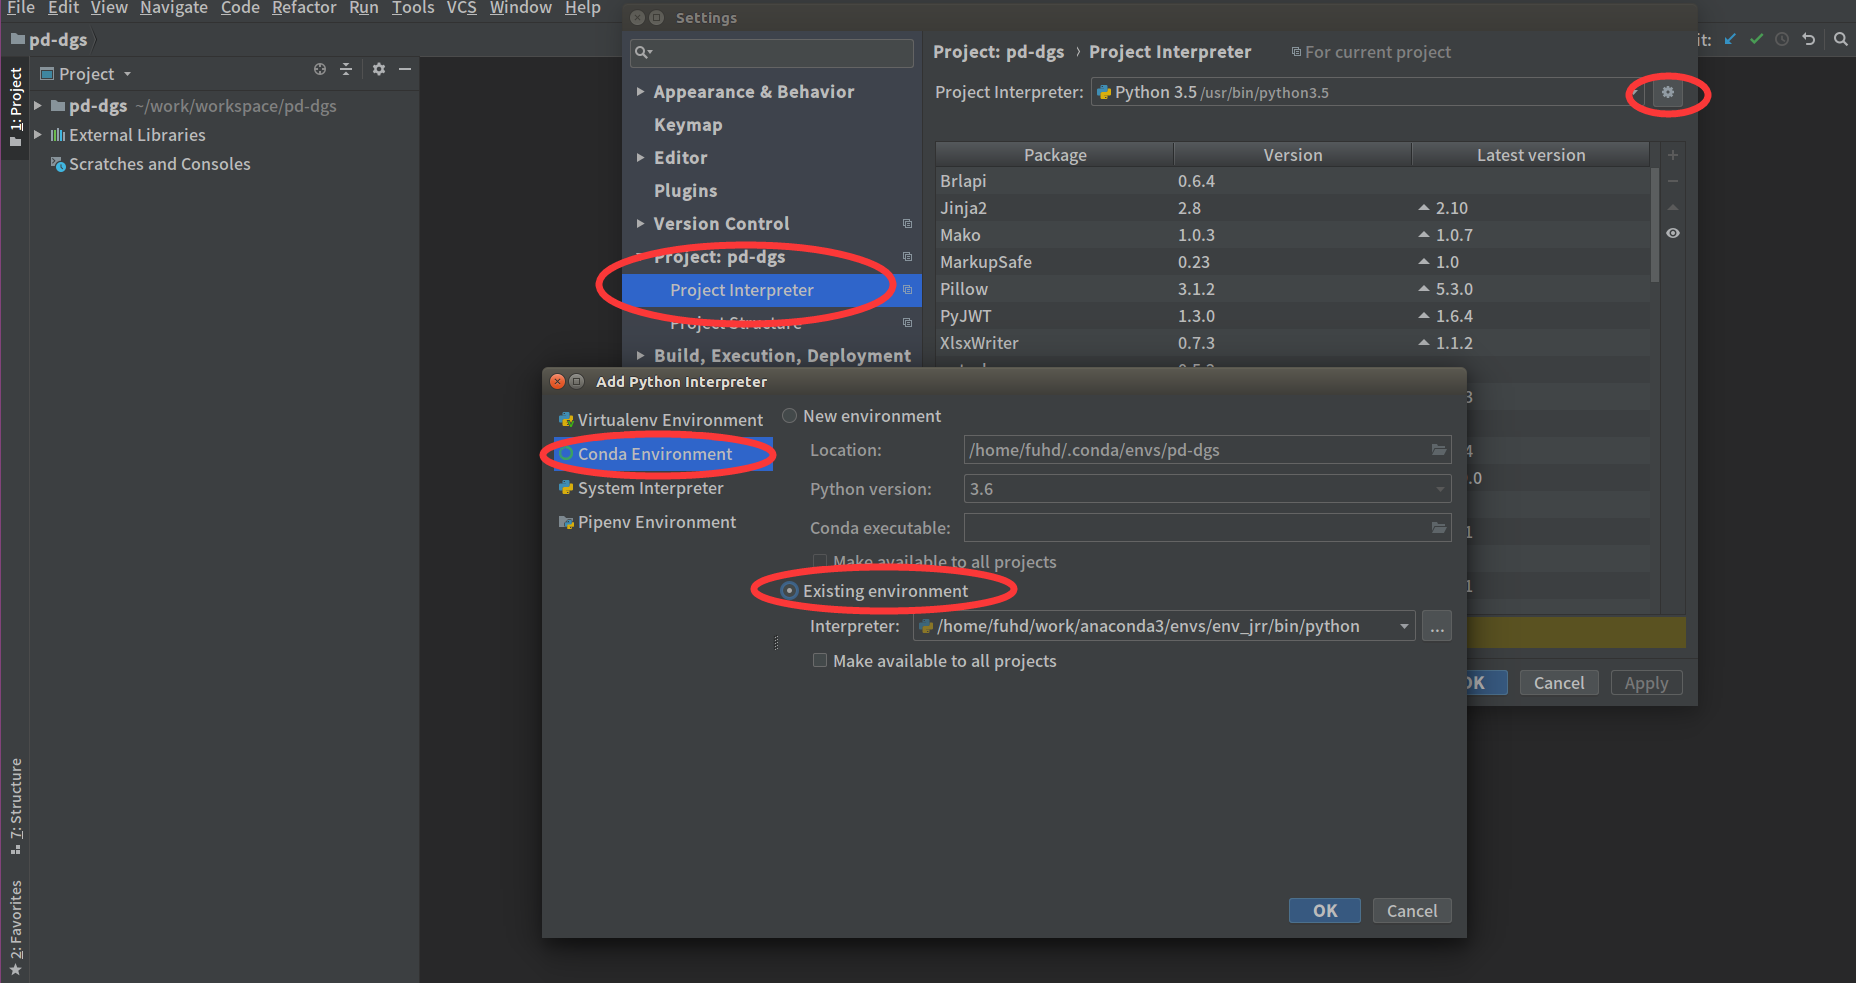 File Edit View Navigate Code Refactor Run Tools VCS Window Help
pd-dgs
it:
1: Project
7: Structure
2: Favorites
Project
pd-dgs ~/work/workspace/pd-dgs
External Libraries
Scratches and Consoles
Settings
Appearance & Behavior
Keymap
Editor
Plugins
Version Control
Project: pd-dgs
Project Interpreter
Project Structure
Build, Execution, Deployment
Project: pd-dgs › Project Interpreter For current project
Project Interpreter: Python 3.5 /usr/bin/python3.5
Package Version Latest version
Brlapi 0.6.4
Jinja2 2.8 2.10
Mako 1.0.3 1.0.7
MarkupSafe 0.23 1.0
Pillow 3.1.2 5.3.0
PyJWT 1.3.0 1.6.4
XlsxWriter 0.7.3 1.1.2
3
4
.0
1
1
OK Cancel Apply
Add Python Interpreter
Virtualenv Environment
Conda Environment
System Interpreter
Pipenv Environment
New environment
Location: /home/fuhd/.conda/envs/pd-dgs
Python version: 3.6
Conda executable:
Make available to all projects
Existing environment
Interpreter: /home/fuhd/work/anaconda3/envs/env_jrr/bin/python ...
Make available to all projects
OK Cancel